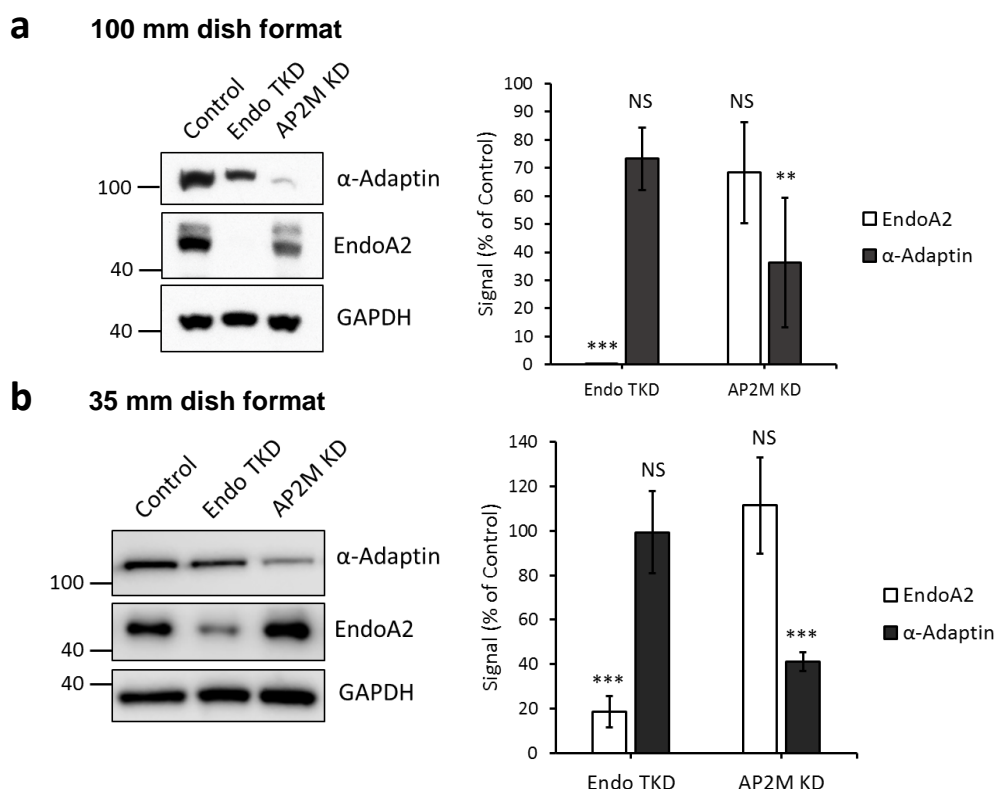 a 100 mm dish format
Control
Endo TKD
AP2M KD
100
α-Adaptin
EndoA2
40
40
GAPDH
Signal (% of Control)
100
90
80
70
60
50
40
30
20
10
0
NS
NS
**
***
Endo TKD
AP2M KD
EndoA2
α-Adaptin
b 35 mm dish format
Control
Endo TKD
AP2M KD
α-Adaptin
100
EndoA2
40
40
GAPDH
Signal (% of Control)
140
120
100
80
60
40
20
0
NS
NS
***
***
Endo TKD
AP2M KD
EndoA2
α-Adaptin